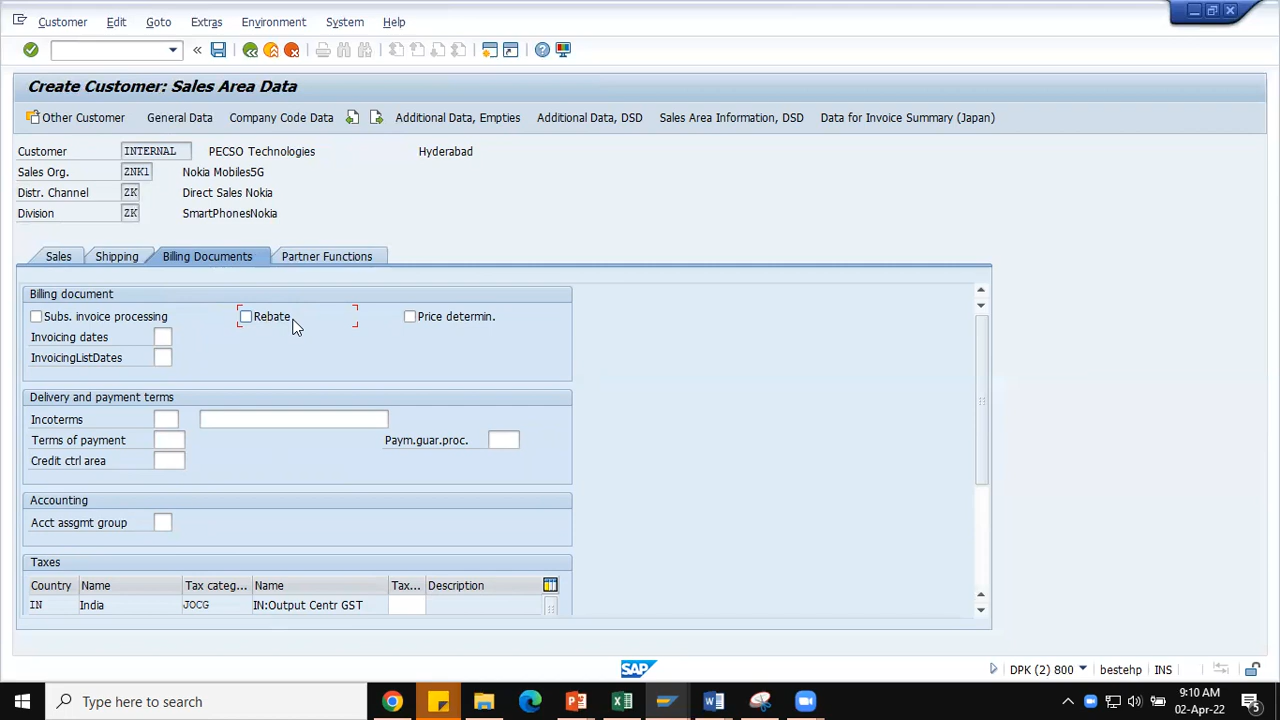 Customer Edit Goto Extras Environment System Help
Create Customer: Sales Area Data
Other Customer General Data Company Code Data Additional Data, Empties Additional Data, DSD Sales Area Information, DSD Data for Invoice Summary (Japan)
Customer INTERNAL PECSO Technologies Hyderabad
Sales Org. ZNK1 Nokia Mobiles5G
Distr. Channel ZK Direct Sales Nokia
Division ZK SmartPhonesNokia
Sales Shipping Billing Documents Partner Functions
Billing document
Subs. invoice processing Rebate Price determin.
Invoicing dates
InvoicingListDates
Delivery and payment terms
Incoterms
Terms of payment Paym.guar.proc.
Credit ctrl area
Accounting
Acct assgmt group
Taxes
Country Name Tax categ... Name Tax... Description
IN India JOCG IN:Output Centr GST
SAP DPK (2) 800 bestehp INS
Type here to search
9:10 AM
02-Apr-22
5